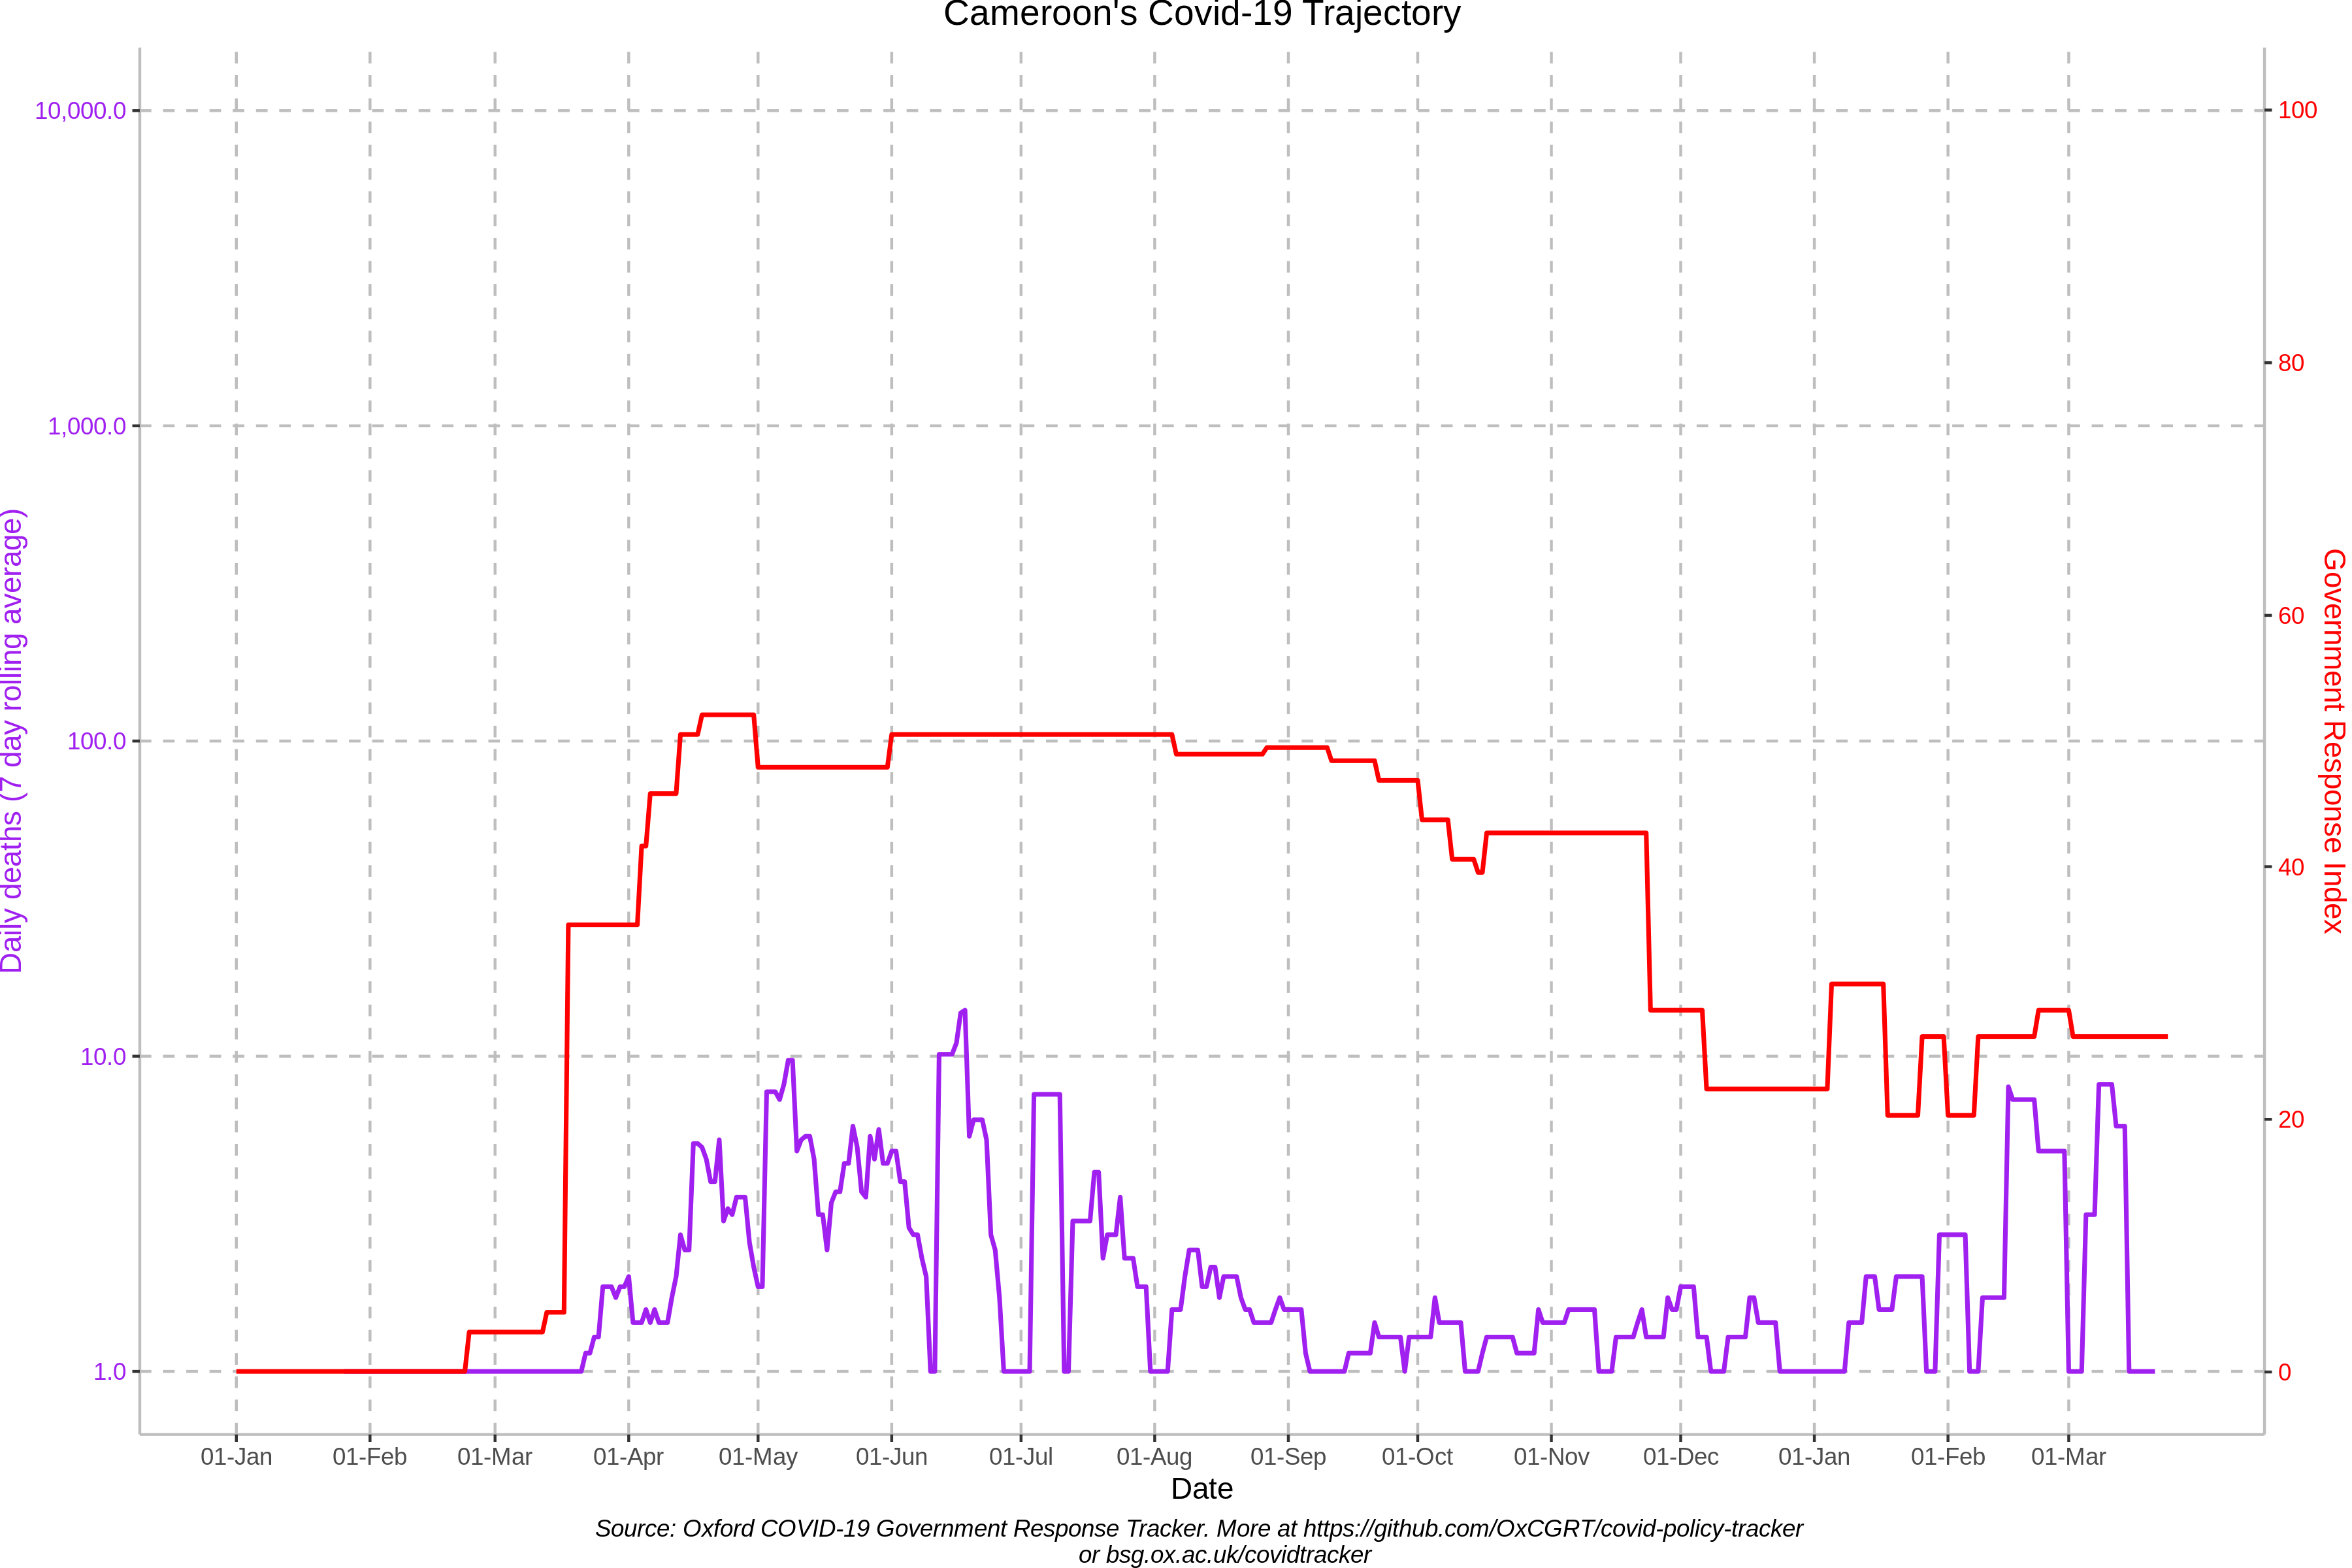 Cameroon's Covid-19 Trajectory
10,000.0
1,000.0
100.0
10.0
1.0
Daily deaths (7 day rolling average)
100
80
60
40
20
0
Government Response Index
01-Jan 01-Feb 01-Mar 01-Apr 01-May 01-Jun 01-Jul 01-Aug 01-Sep 01-Oct 01-Nov 01-Dec 01-Jan 01-Feb 01-Mar
Date
Source: Oxford COVID-19 Government Response Tracker. More at https://github.com/OxCGRT/covid-policy-tracker
or bsg.ox.ac.uk/covidtracker